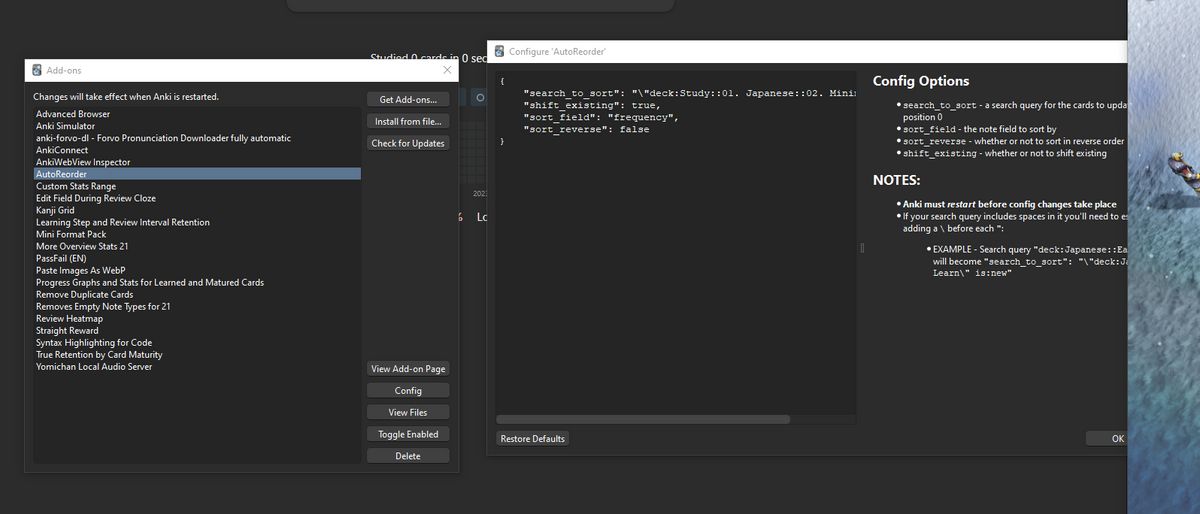 Studied 0 cards in 0 sec
Add-ons
Changes will take effect when Anki is restarted.
Advanced Browser
Anki Simulator
anki-forvo-dl - Forvo Pronunciation Downloader fully automatic
AnkiConnect
AnkiWebView Inspector
AutoReorder
Custom Stats Range
Edit Field During Review Cloze
Kanji Grid
Learning Step and Review Interval Retention
Mini Format Pack
More Overview Stats 21
PassFail (EN)
Paste Images As WebP
Progress Graphs and Stats for Learned and Matured Cards
Remove Duplicate Cards
Removes Empty Note Types for 21
Review Heatmap
Straight Reward
Syntax Highlighting for Code
True Retention by Card Maturity
Yomichan Local Audio Server
Get Add-ons...
Install from file...
Check for Updates
View Add-on Page
Config
View Files
Toggle Enabled
Delete
202
% Lo
Configure 'AutoReorder'
{
"search_to_sort": "\"deck:Study::01. Japanese::02. Mini
"shift_existing": true,
"sort_field": "frequency",
"sort_reverse": false
}
Restore Defaults
Config Options
• search_to_sort - a search query for the cards to upda
position 0
• sort_field - the note field to sort by
• sort_reverse - whether or not to sort in reverse order
• shift_existing - whether or not to shift existing
NOTES:
• Anki must restart before config changes take place
• If your search query includes spaces in it you'll need to es
adding a \ before each ":
• EXAMPLE - Search query "deck:Japanese::Ea
will become "search_to_sort": "\"deck:Ja
Learn\" is:new"
OK